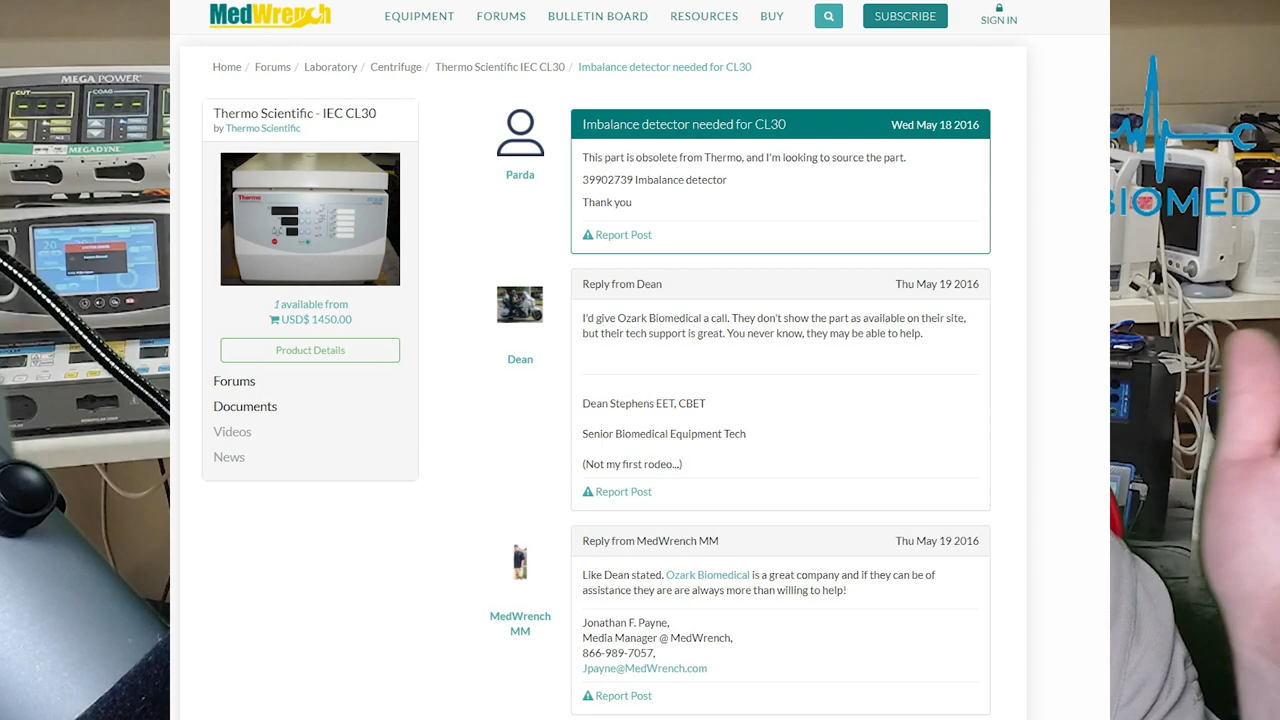 MedWrench
EQUIPMENT FORUMS BULLETIN BOARD RESOURCES BUY
SUBSCRIBE
SIGN IN
Home / Forums / Laboratory / Centrifuge / Thermo Scientific IEC CL30 / Imbalance detector needed for CL30
Thermo Scientific - IEC CL30
by Thermo Scientific
Thermo
1 available from
USD$ 1450.00
Product Details
Forums
Documents
Videos
News
Parda
Imbalance detector needed for CL30 Wed May 18 2016
This part is obsolete from Thermo, and I'm looking to source the part.
39902739 Imbalance detector
Thank you
Report Post
Dean
Reply from Dean Thu May 19 2016
I'd give Ozark Biomedical a call. They don't show the part as available on their site,
but their tech support is great. You never know, they may be able to help.
Dean Stephens EET, CBET
Senior Biomedical Equipment Tech
(Not my first rodeo...)
Report Post
MedWrench
MM
Reply from MedWrench MM Thu May 19 2016
Like Dean stated. Ozark Biomedical is a great company and if they can be of
assistance they are are always more than willing to help!
Jonathan F. Payne,
Media Manager @ MedWrench,
866-989-7057,
Jpayne@MedWrench.com
Report Post
MEGA POWER
CUT
COAG
MEGADYNE
BIOMED